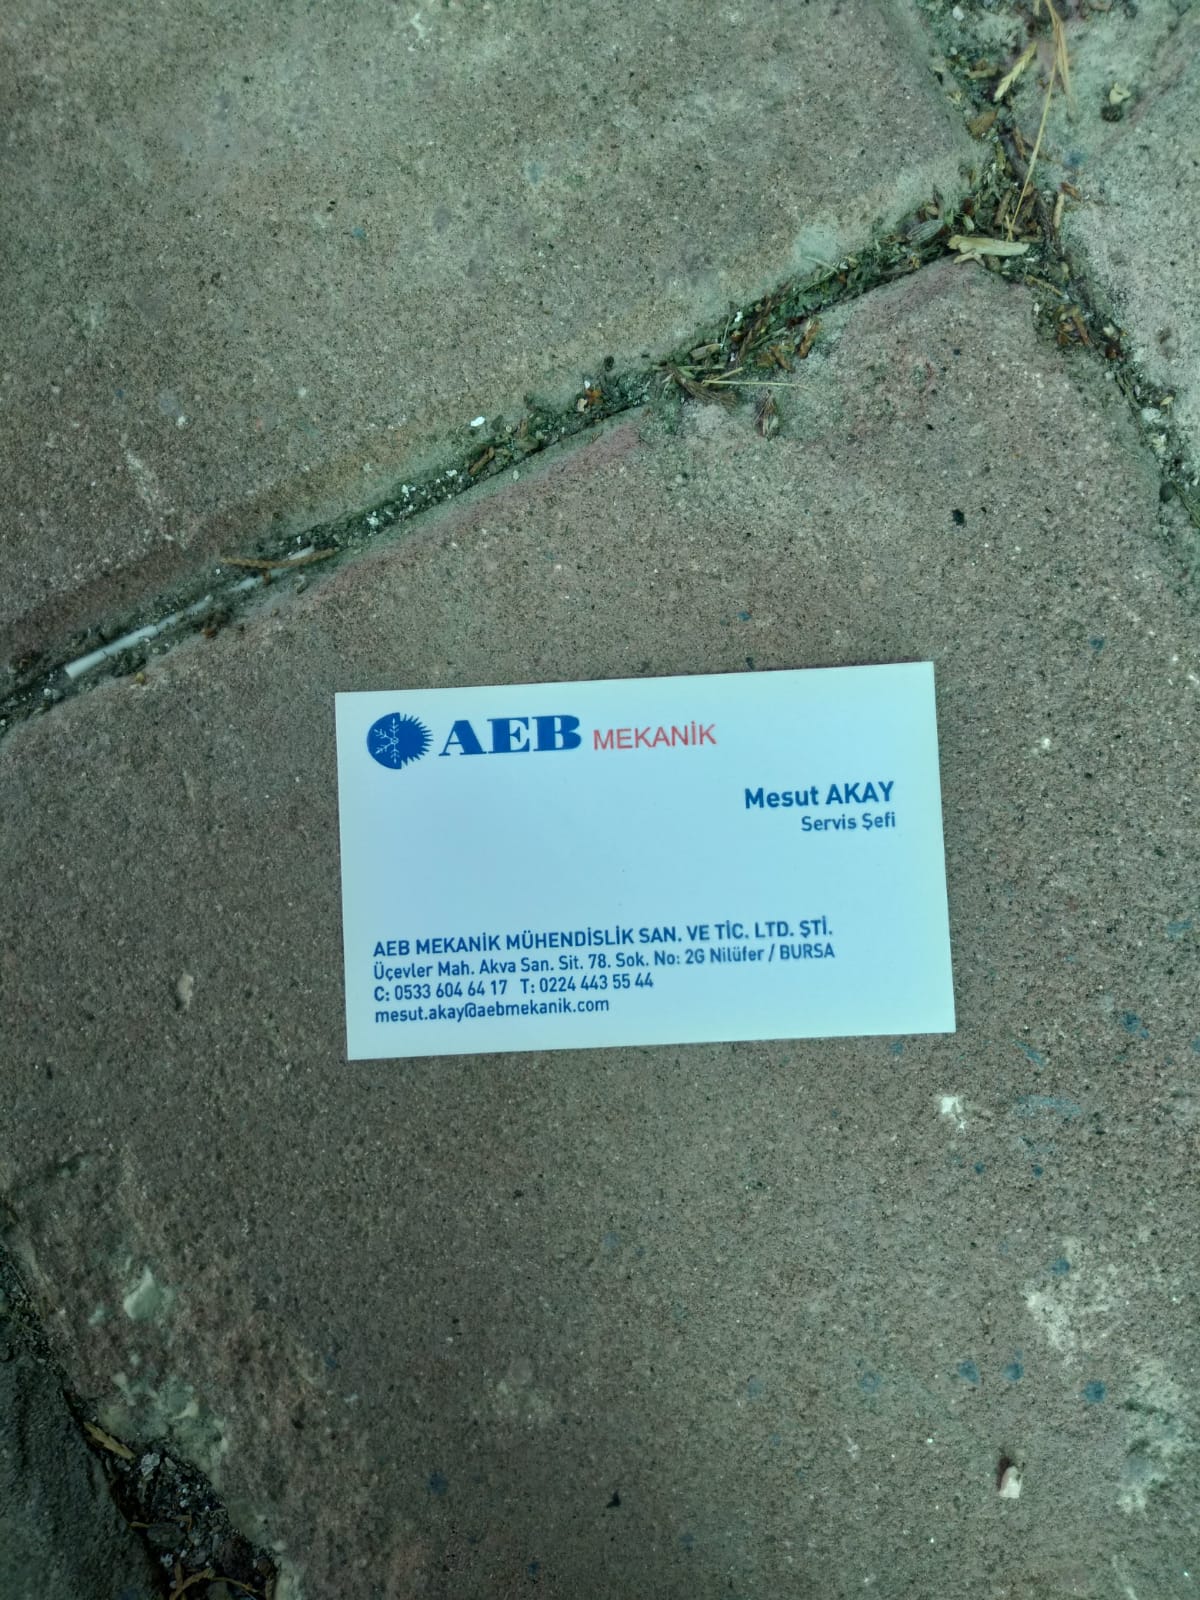 AEB MEKANİK
Mesut AKAY
Servis Şefi
AEB MEKANİK MÜHENDİSLİK SAN. VE TİC. LTD. ŞTİ.
Üçevler Mah. Akva San. Sit. 78. Sok. No: 2G Nilüfer / BURSA
C: 0533 604 64 17 T: 0224 443 55 44
mesut.akay@aebmekanik.com